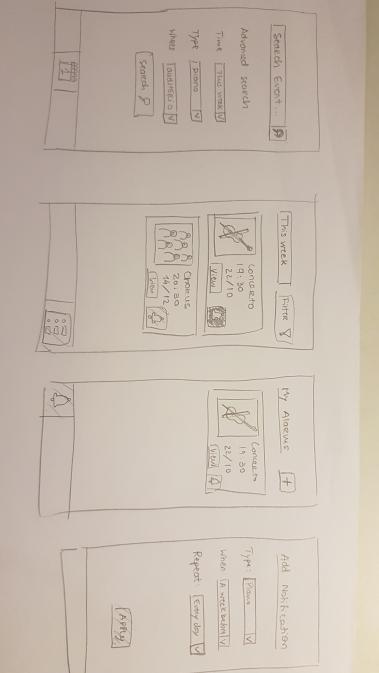 Search Event...
Advanced search
Time This week
Type Piano
Where auditório
Search
This week Filter
Concerto
19:30
22/10
View
Chorus
20:30
14/12
View
My Alarms +
Concerto
19:30
22/10
View
Add Notification
Type: Piano
When A week before
Repeat: Every day
APPLY